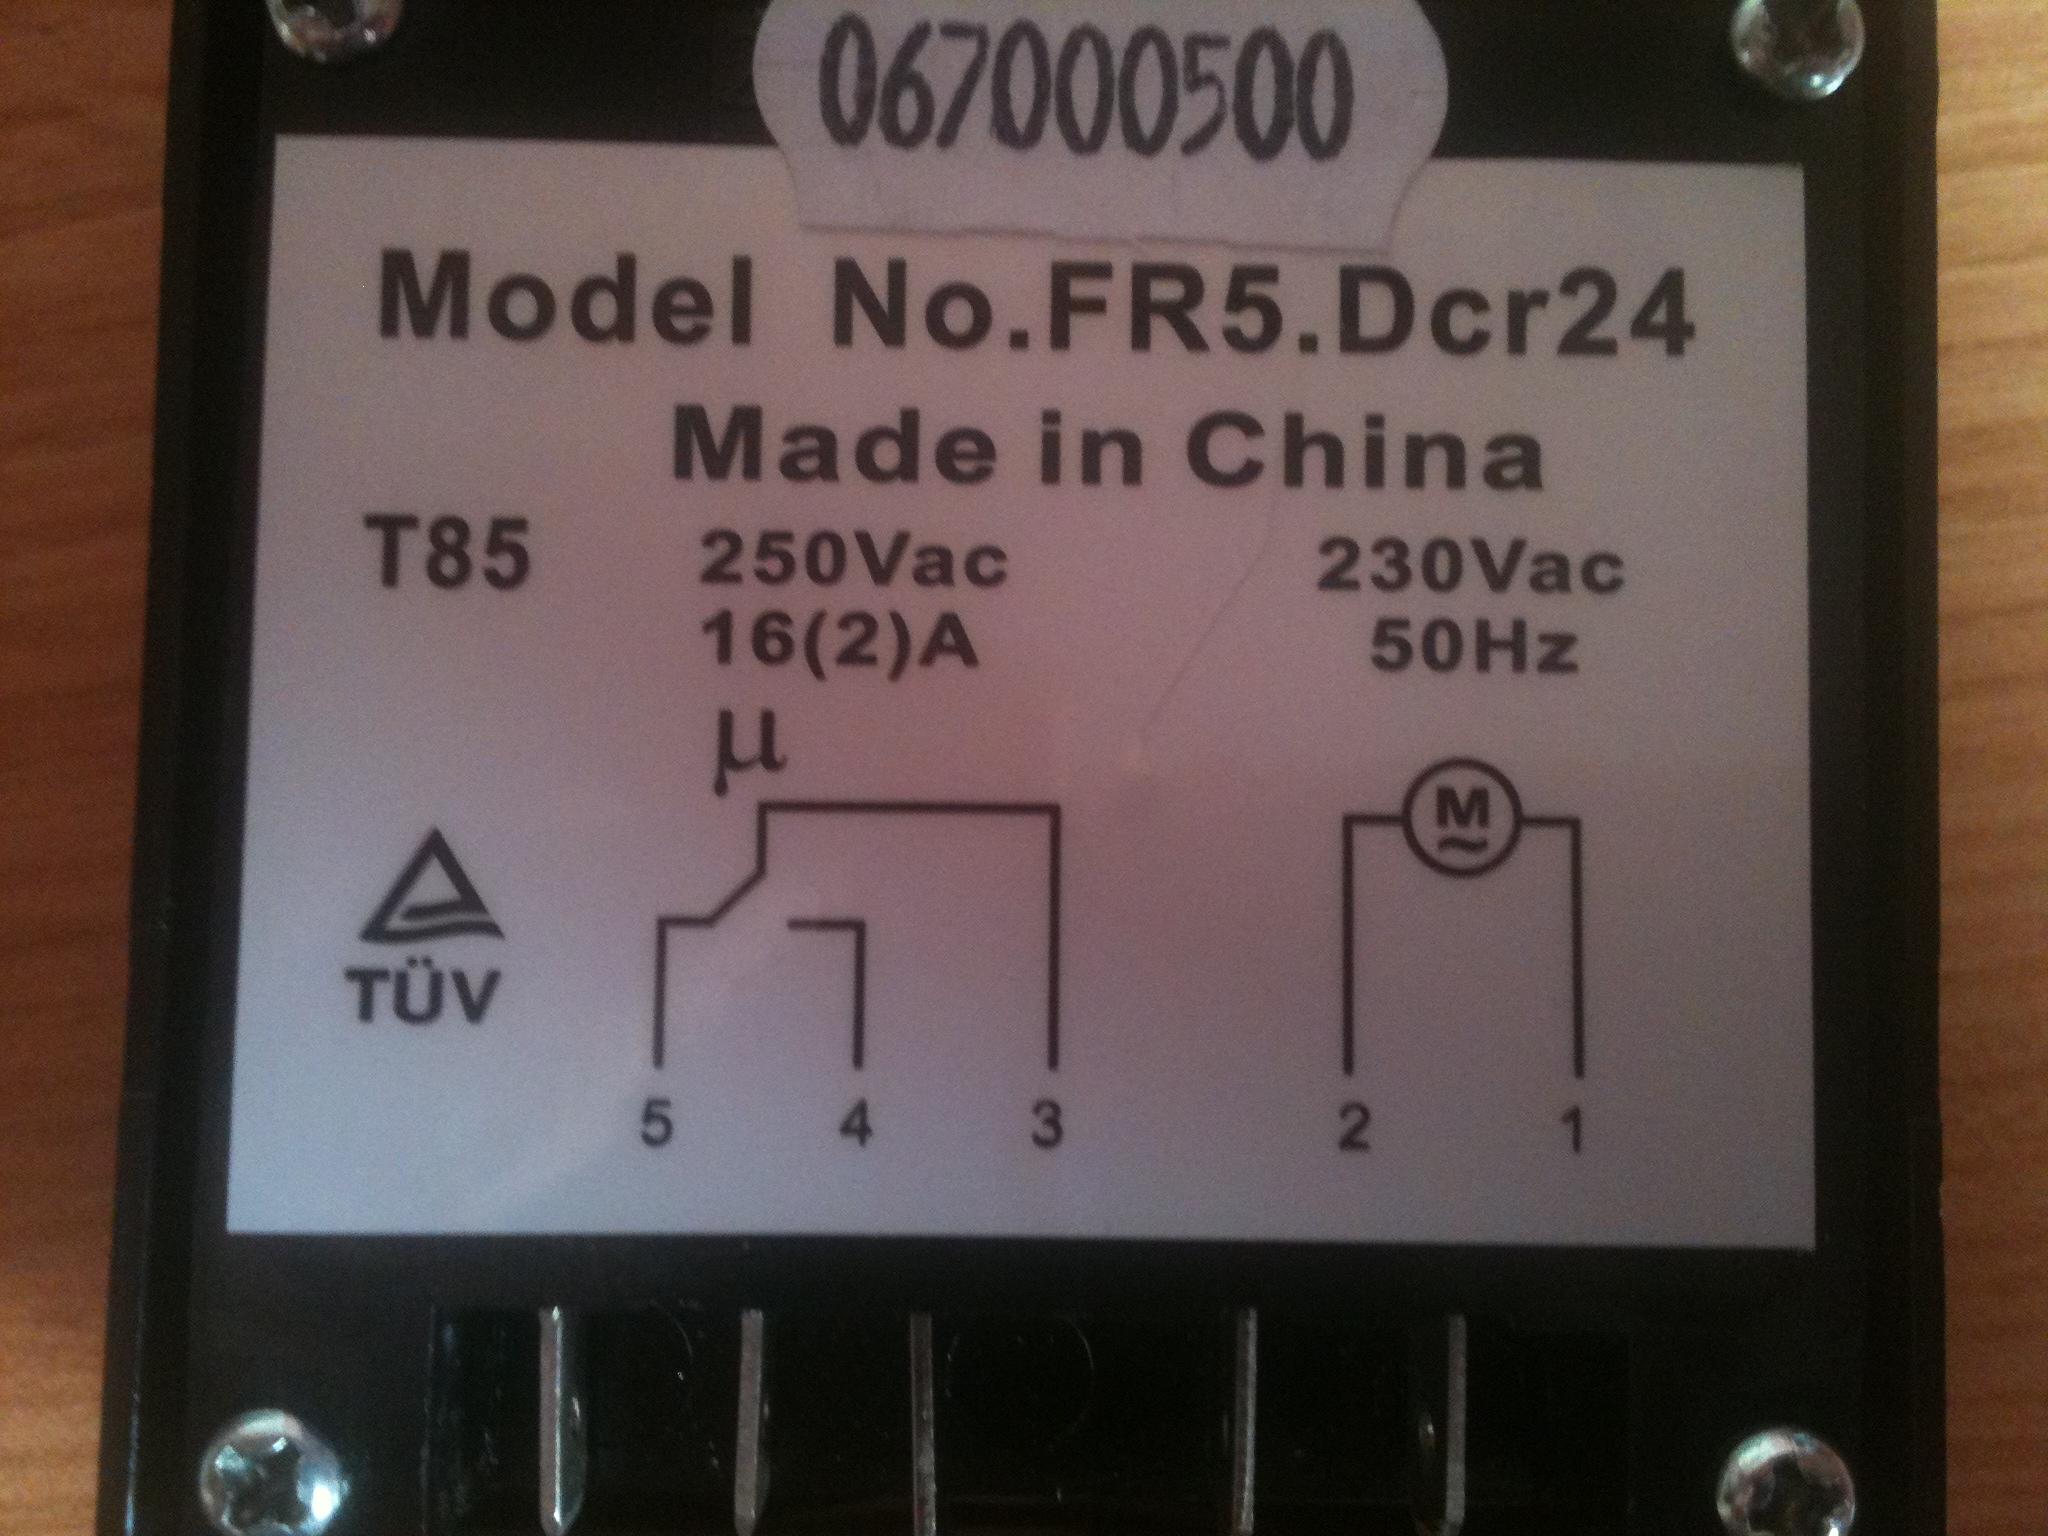 067000500
Model No.FR5.Dcr24
Made in China
T85 250Vac 230Vac
16(2)A 50Hz
µ
M
~
TÜV
5 4 3 2 1